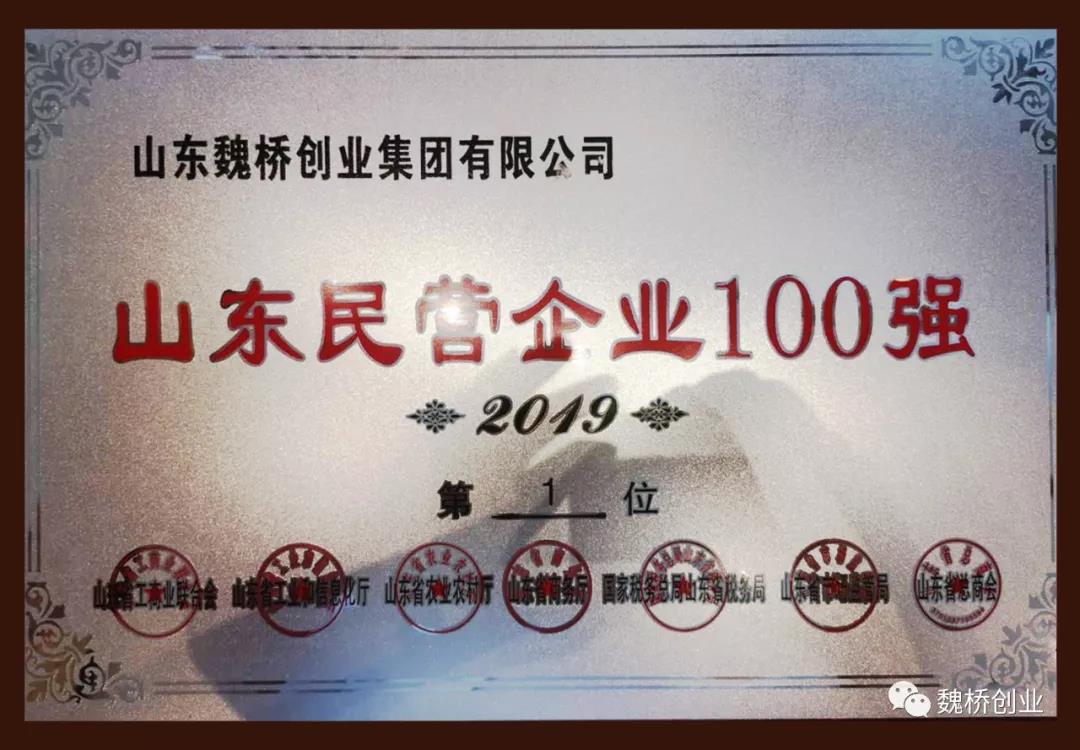 山东魏桥创业集团有限公司
山东民营企业100强
2019
第 1 位
山东省工商业联合会 山东省工业和信息化厅 山东省农业农村厅 山东省商务厅 国家税务总局山东省税务局 山东省市场监管局 山东省总商会
魏桥创业